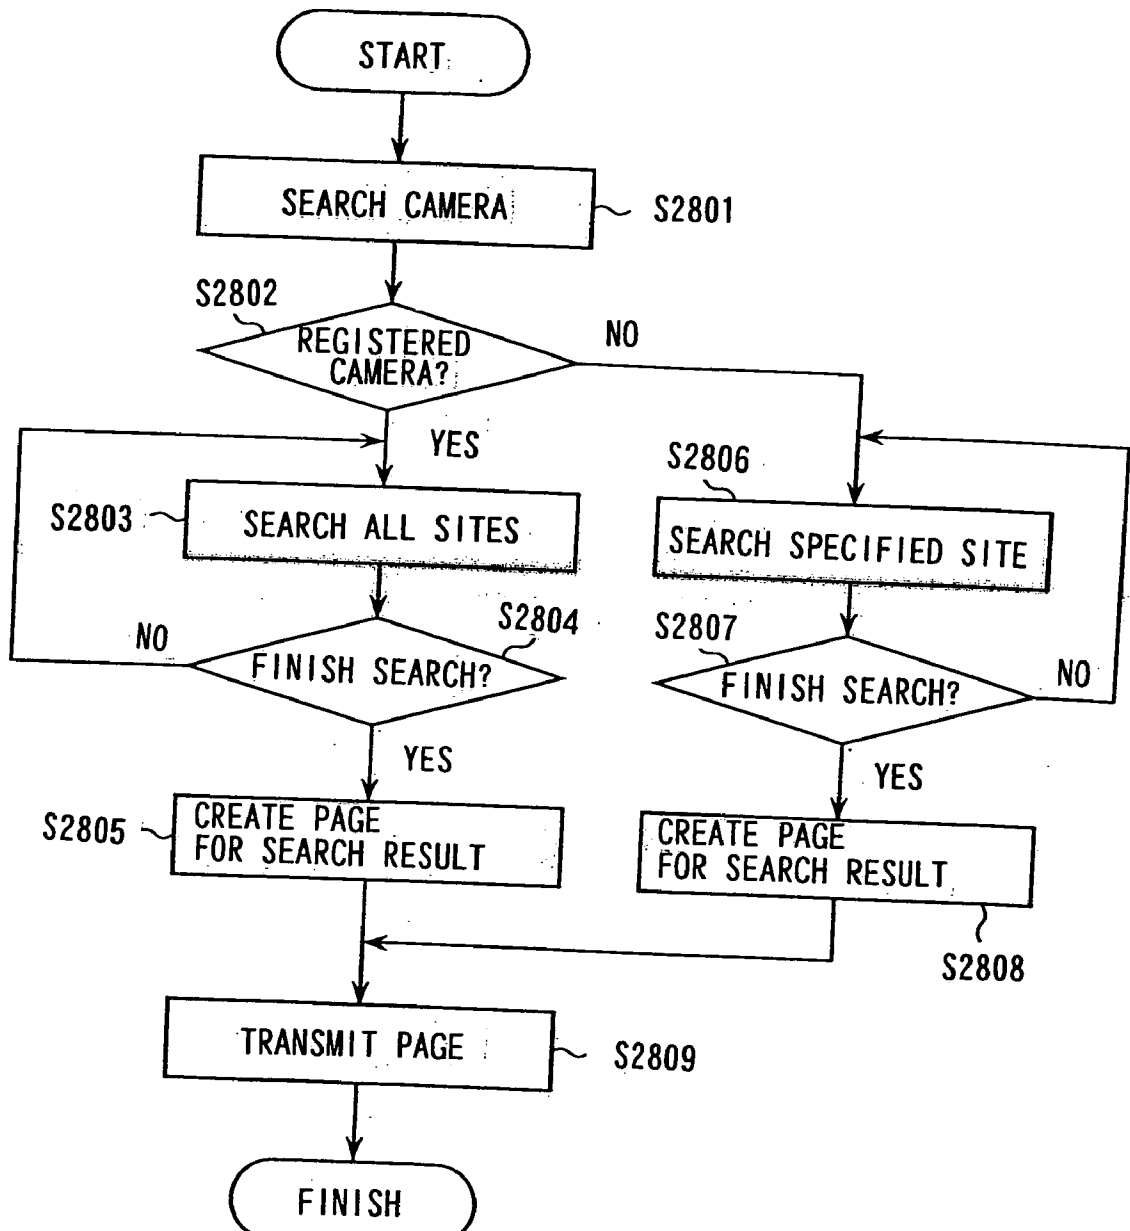 START
SEARCH CAMERA
S2801
S2802
REGISTERED
CAMERA?
NO
YES
S2803
SEARCH ALL SITES
S2806
SEARCH SPECIFIED SITE
S2804
FINISH SEARCH?
NO
S2807
FINISH SEARCH?
NO
YES
YES
S2805
CREATE PAGE
FOR SEARCH RESULT
CREATE PAGE
FOR SEARCH RESULT
S2808
TRANSMIT PAGE
S2809
FINISH